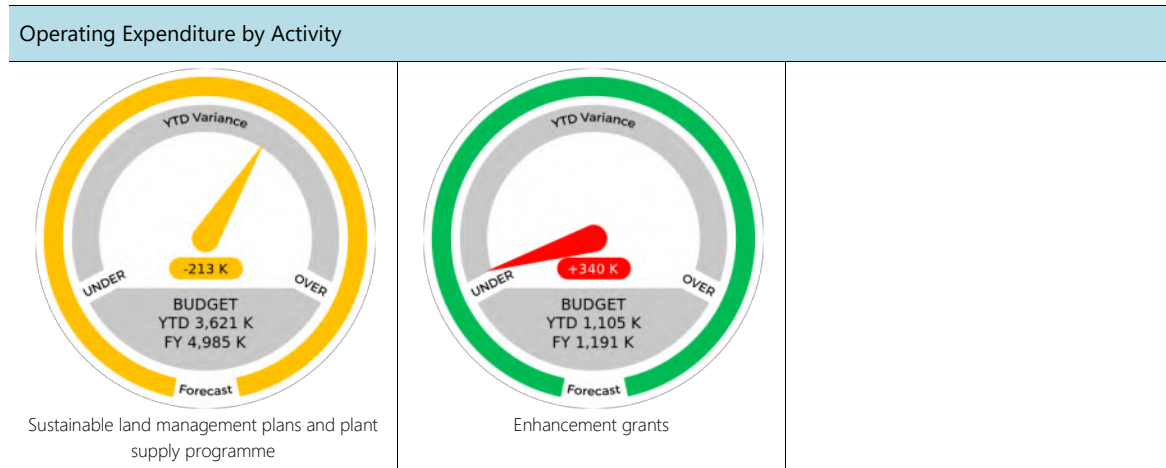 Operating Expenditure by Activity
YTD Variance
-213 K
UNDER
OVER
BUDGET
YTD 3,621 K
FY 4,985 K
Forecast
Sustainable land management plans and plant
supply programme
YTD Variance
+340 K
UNDER
OVER
BUDGET
YTD 1,105 K
FY 1,191 K
Forecast
Enhancement grants